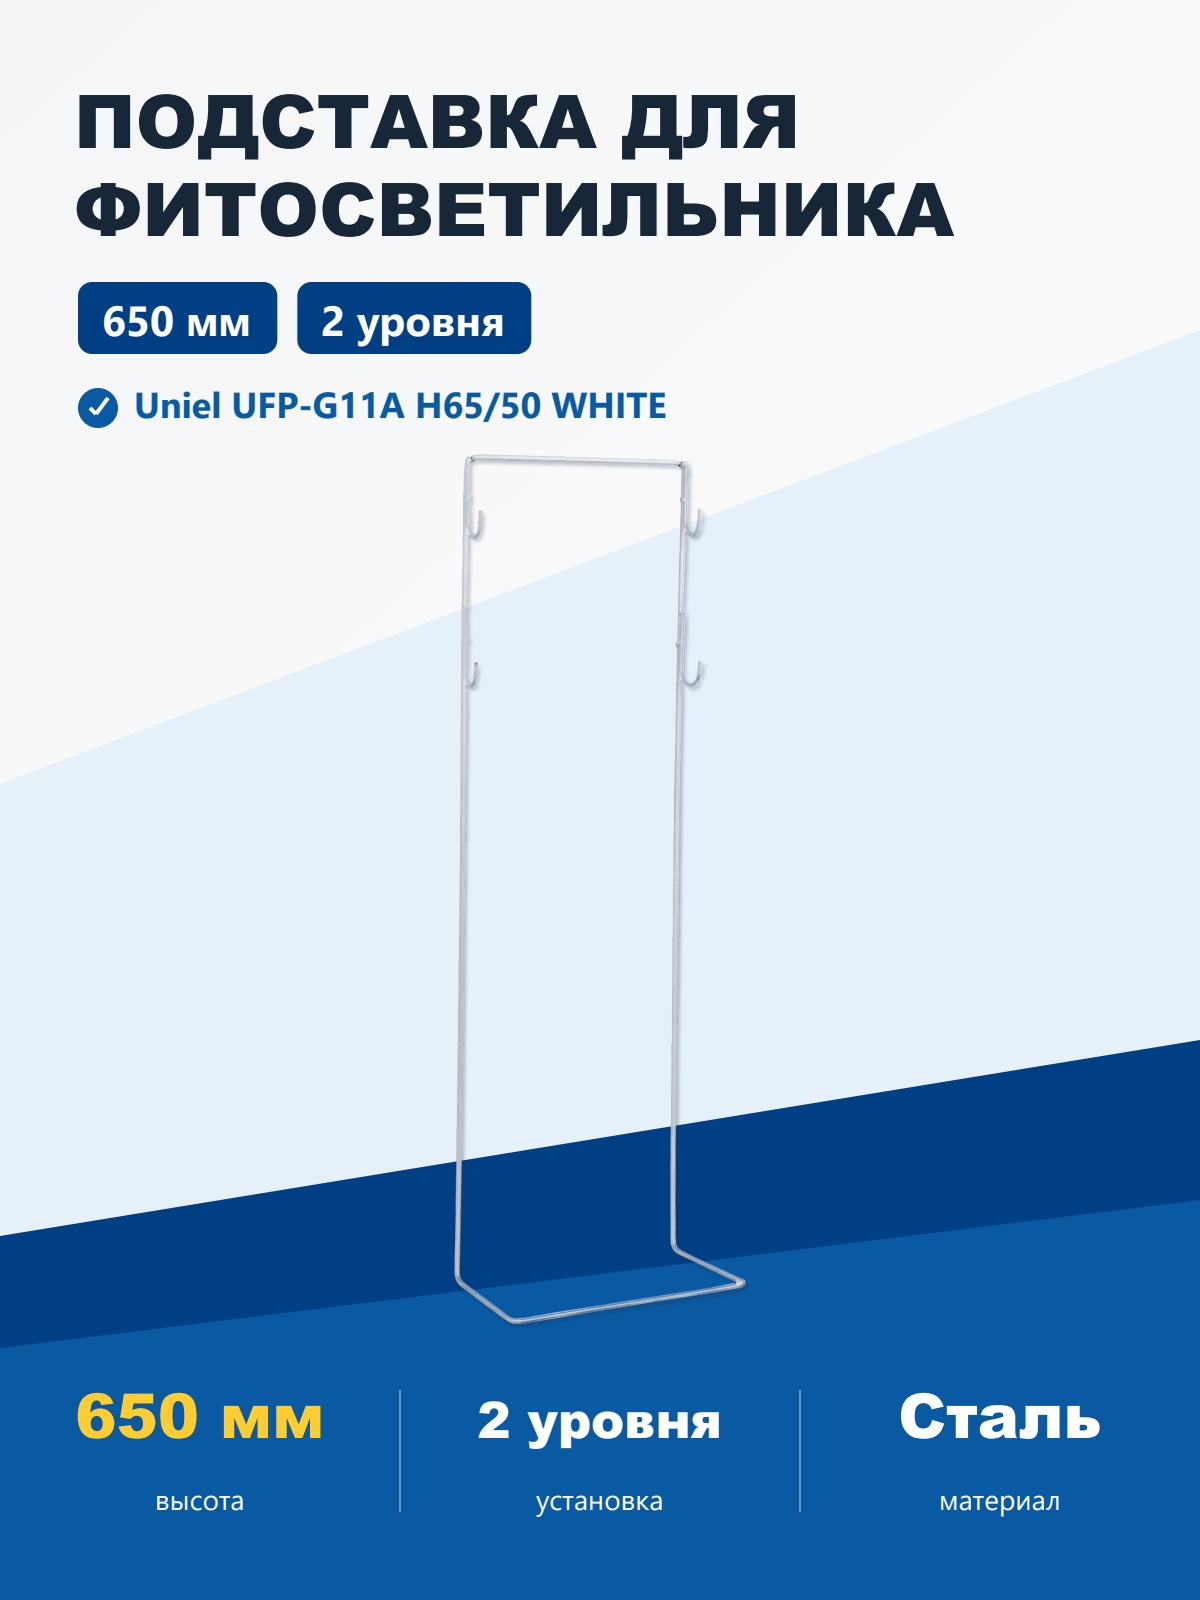 ПОДСТАВКА ДЛЯ
ФИТОСВЕТИЛЬНИКА
650 мм
2 уровня
Uniel UFP-G11A H65/50 WHITE
650 мм
высота
2 уровня
установка
Сталь
материал